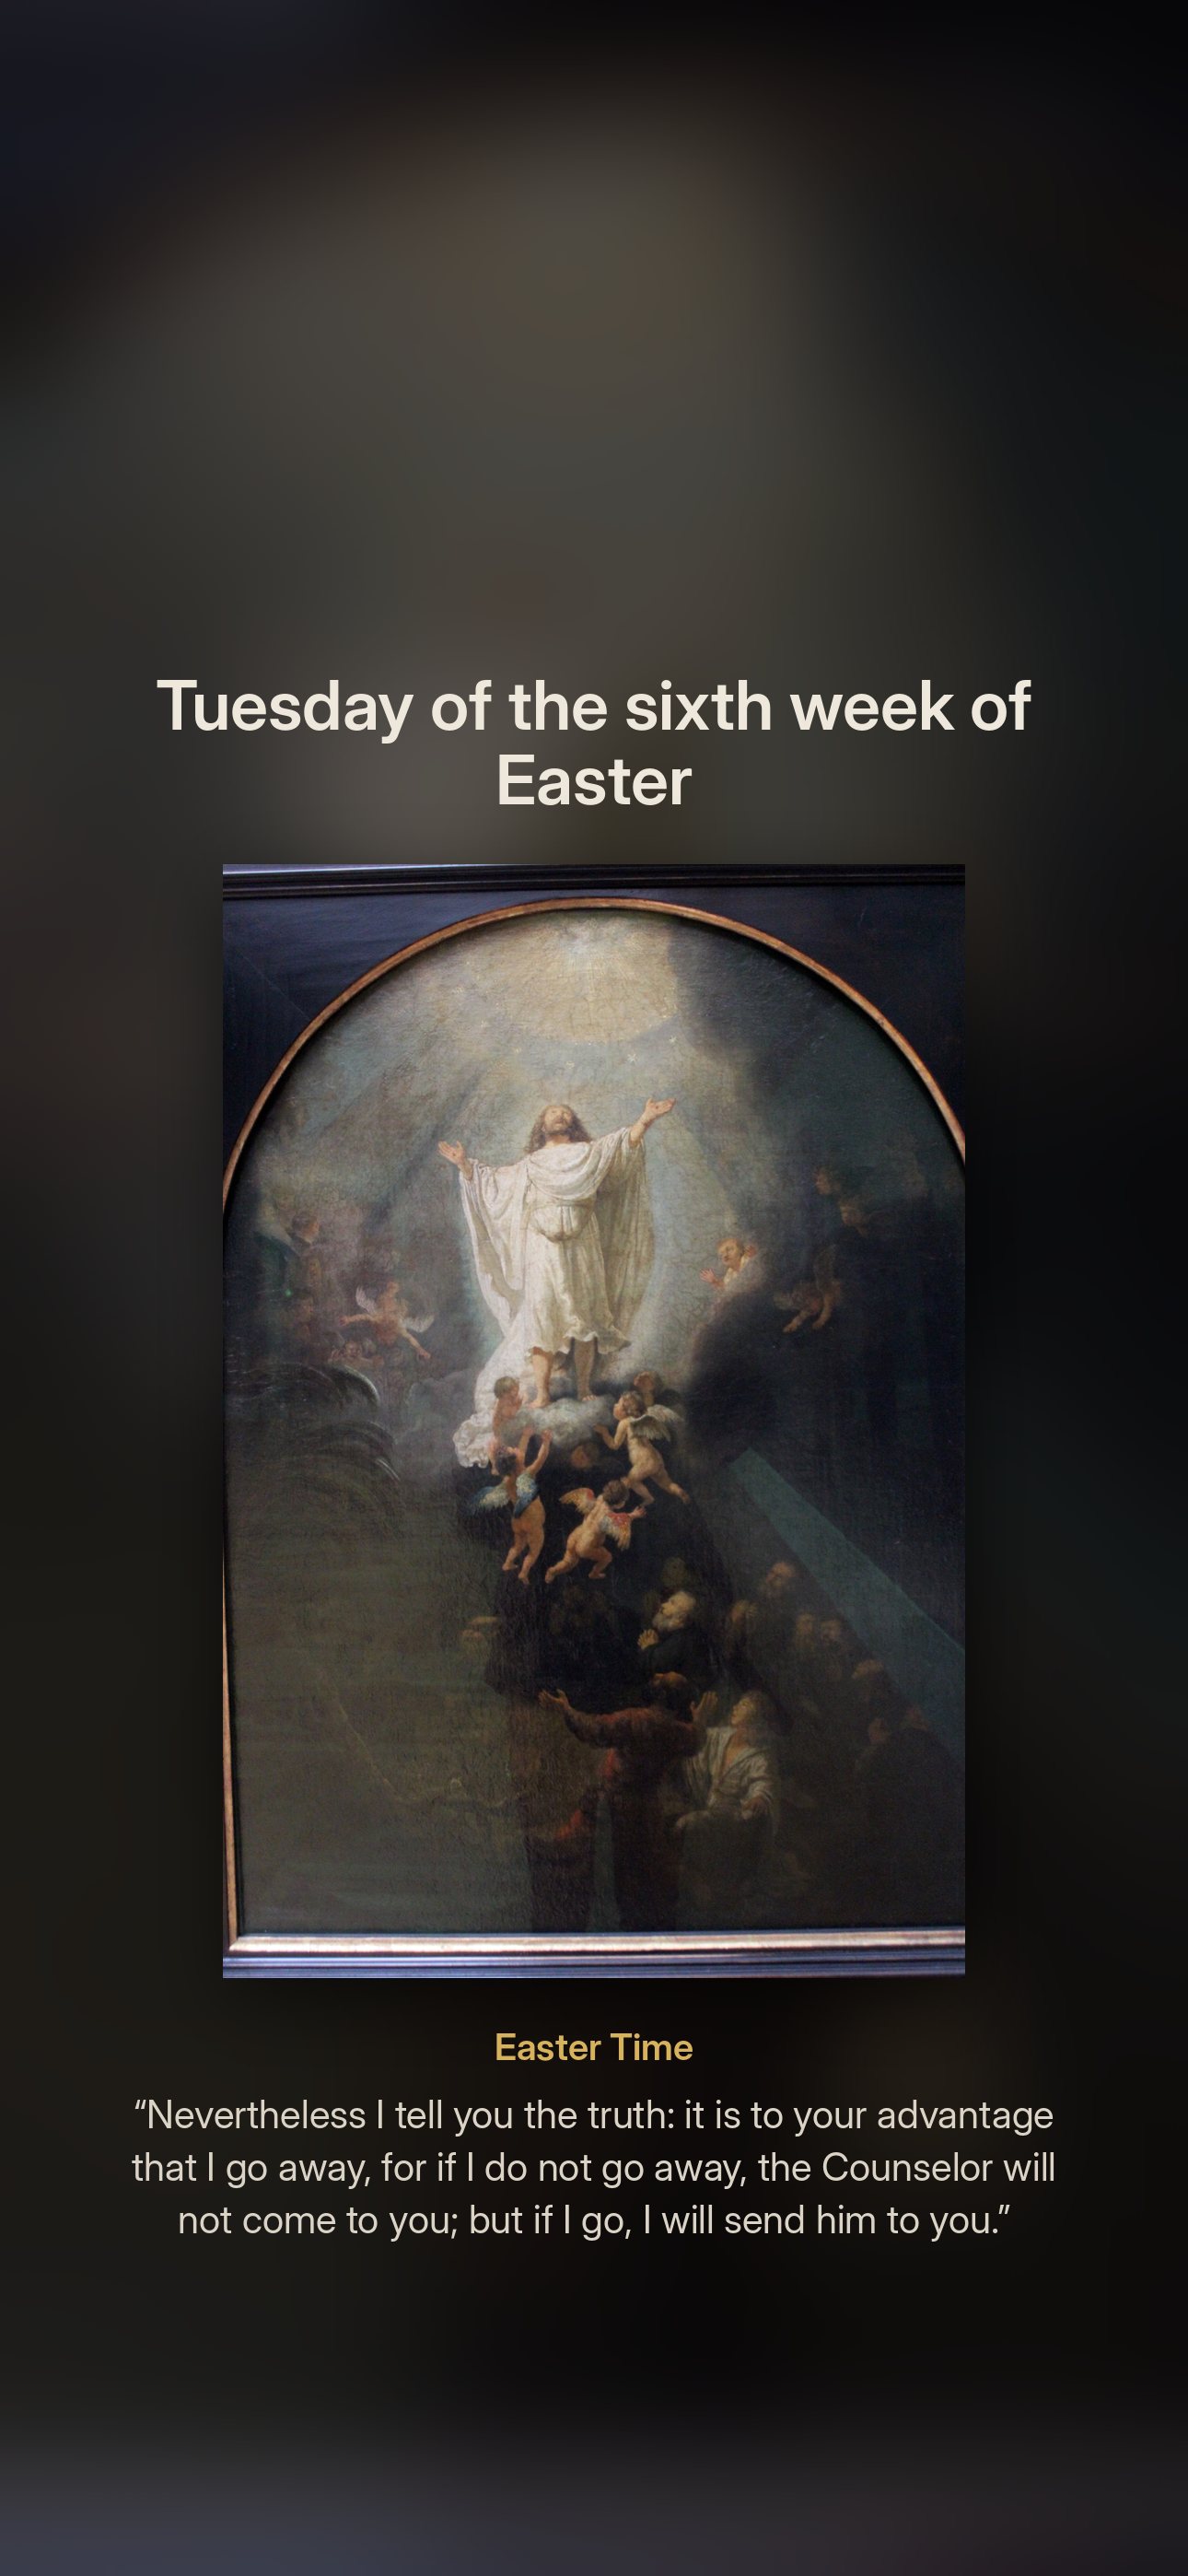 Tuesday of the sixth week of
Easter
Easter Time
“Nevertheless I tell you the truth: it is to your advantage
that I go away, for if I do not go away, the Counselor will
not come to you; but if I go, I will send him to you.”